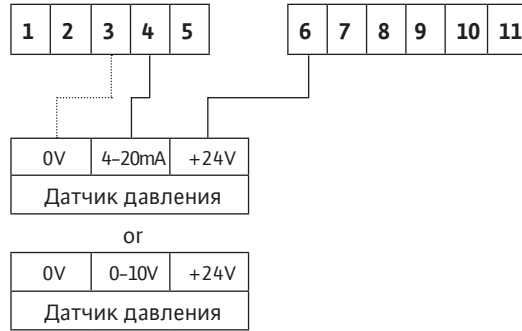 1 2 3 4 5 6 7 8 9 10 11
0V 4–20mA +24V
Датчик давления
or
0V 0–10V +24V
Датчик давления